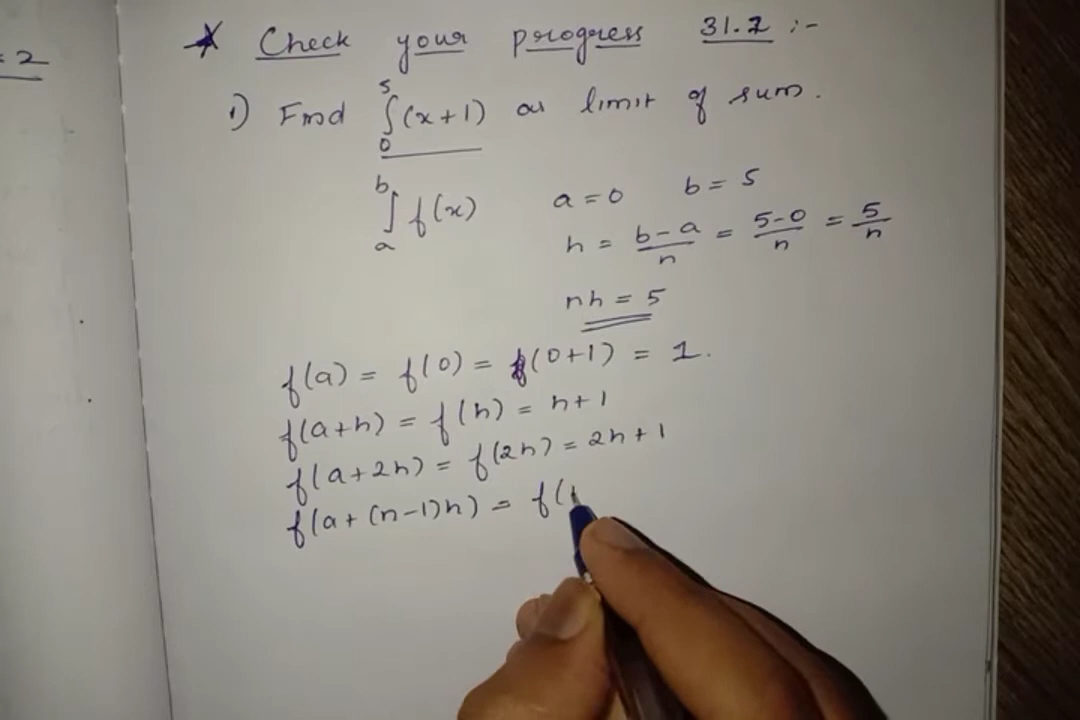 = 2
* Check your progress 31.2 :-
1) Find ∫₀⁵ (x+1) as limit of sum.
∫ₐᵇ f(x) a = 0 b = 5
h = (b-a)/n = (5-0)/n = 5/n
nh = 5
f(a) = f(0) = (0+1) = 1.
f(a+h) = f(h) = h+1
f(a+2h) = f(2h) = 2h+1
f(a+(n-1)h) = f(